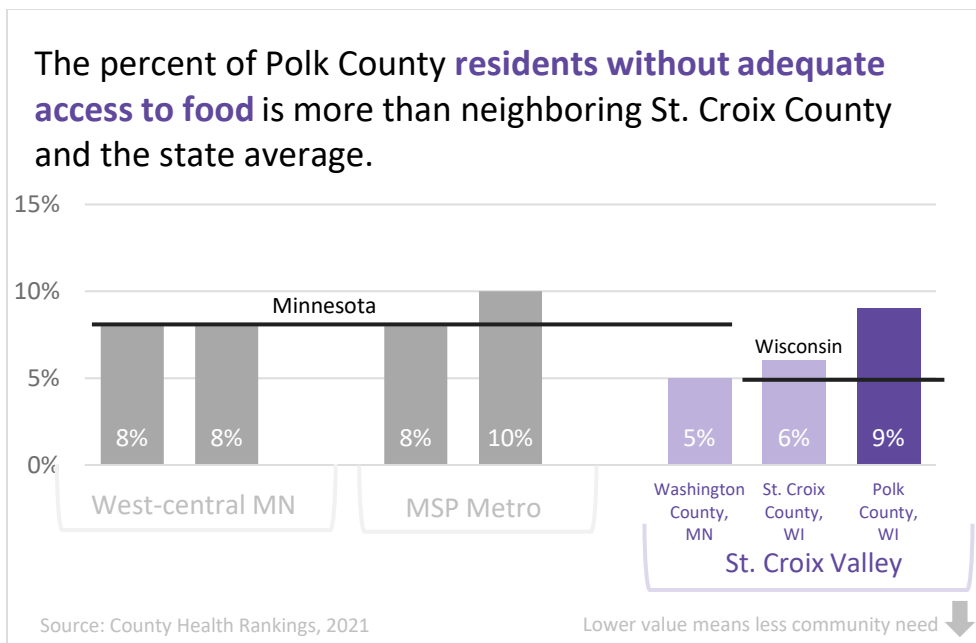 The percent of Polk County residents without adequate
access to food is more than neighboring St. Croix County
and the state average.
15%
10%
5%
0%
Minnesota
Wisconsin
8%
8%
8%
10%
5%
6%
9%
West-central MN
MSP Metro
Washington
County,
MN
St. Croix
County,
WI
Polk
County,
WI
St. Croix Valley
Source: County Health Rankings, 2021
Lower value means less community need